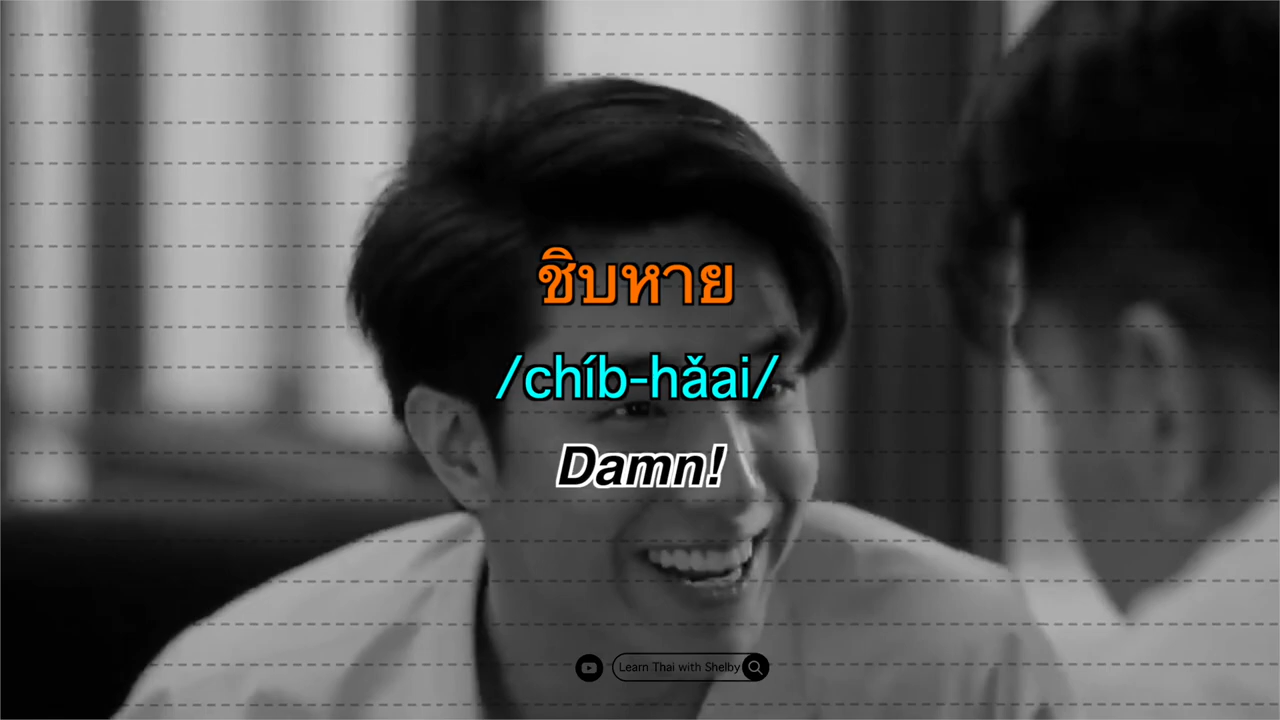 ชิบหาย
/chíb-hǎai/
Damn!
Learn Thai with Shelby